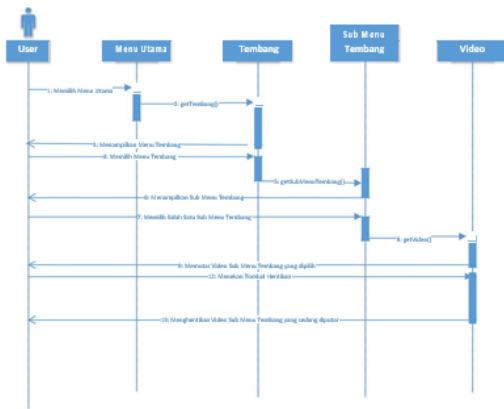 User
Menu Utama
Tembang
Sub Menu
Tembang
Video
1: Memilih Menu Utama
2: getTembang()
3: Menampilkan Menu Tembang
4: Memilih Menu Tembang
5: getSubMenuTembang()
6: Menampilkan Sub Menu Tembang
7: Memilih Salah Satu Sub Menu Tembang
8: getVideo()
9: Memutar Video Sub Menu Tembang yang dipilih
Menekan Tombol Hentikan
Menghentikan Video Sub Menu Tembang yang sedang diputar